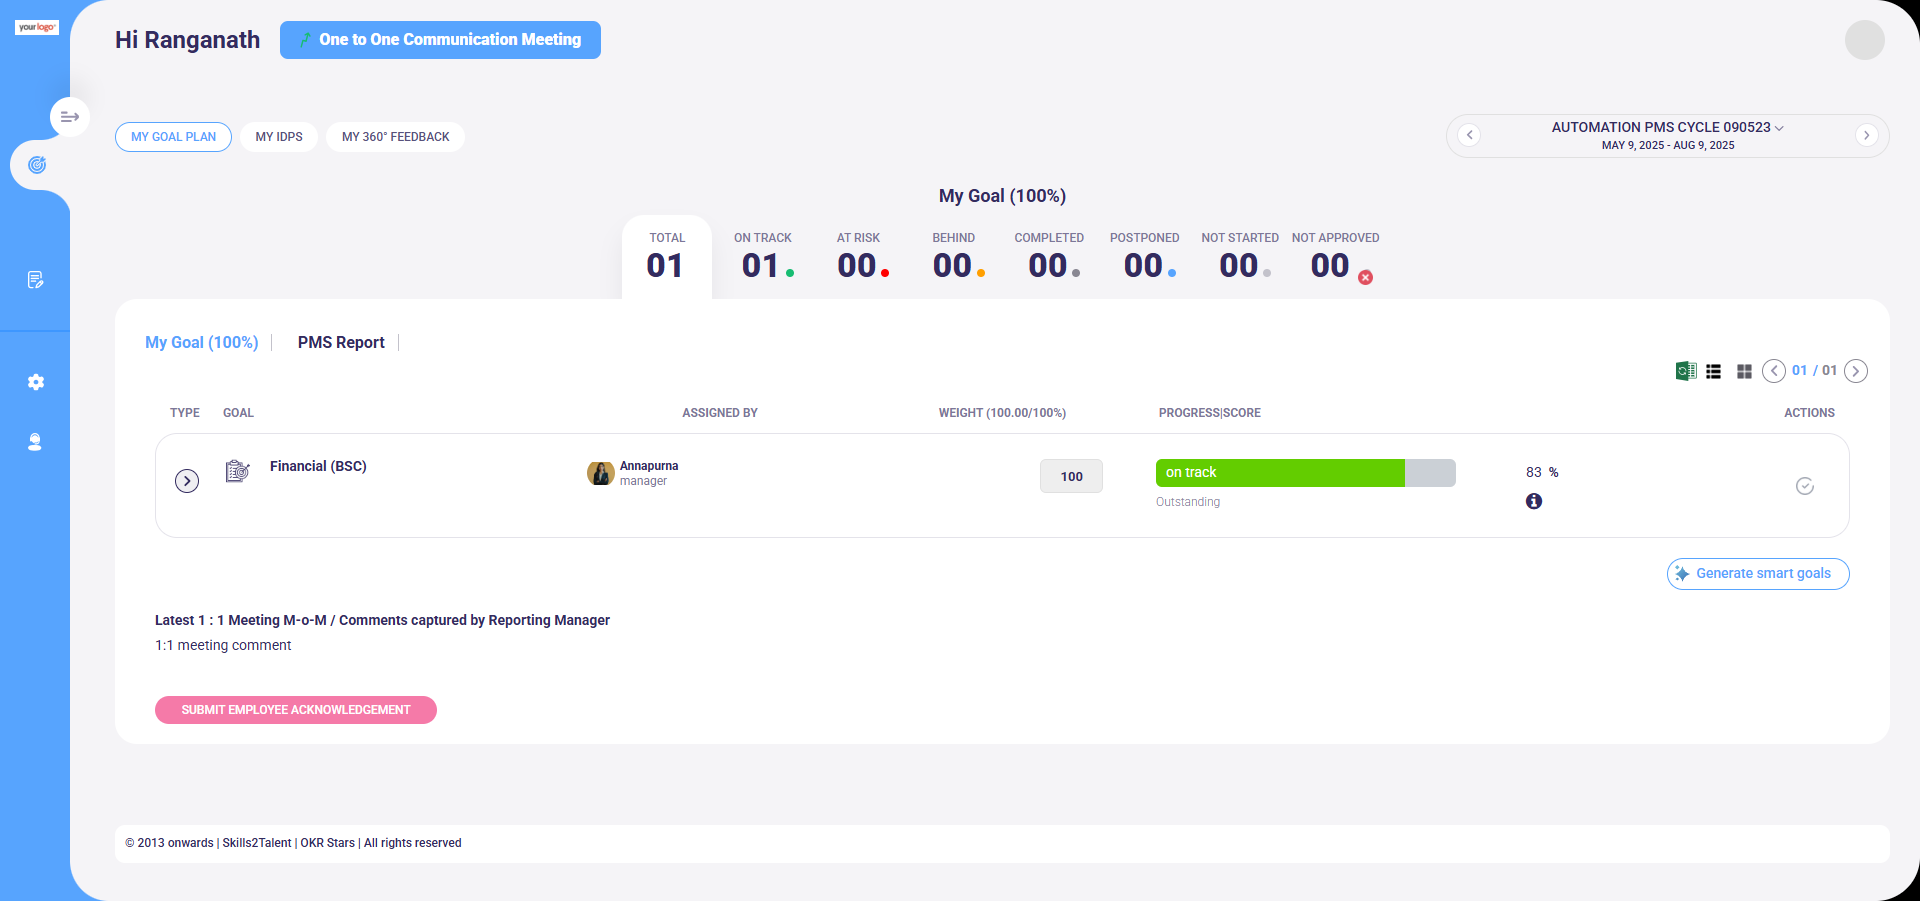 yourlogo
Hi Ranganath
One to One Communication Meeting
MY GOAL PLAN
MY IDPS
MY 360° FEEDBACK
AUTOMATION PMS CYCLE 090523
MAY 9, 2025 - AUG 9, 2025
My Goal (100%)
TOTAL
01
ON TRACK
01
AT RISK
00
BEHIND
00
COMPLETED
00
POSTPONED
00
NOT STARTED
00
NOT APPROVED
00
My Goal (100%)
PMS Report
01 / 01
TYPE GOAL ASSIGNED BY WEIGHT (100.00/100%) PROGRESS|SCORE ACTIONS
Financial (BSC)
Annapurna
manager
100
on track
Outstanding
83 %
Generate smart goals
Latest 1 : 1 Meeting M-o-M / Comments captured by Reporting Manager
1:1 meeting comment
SUBMIT EMPLOYEE ACKNOWLEDGEMENT
© 2013 onwards | Skills2Talent | OKR Stars | All rights reserved